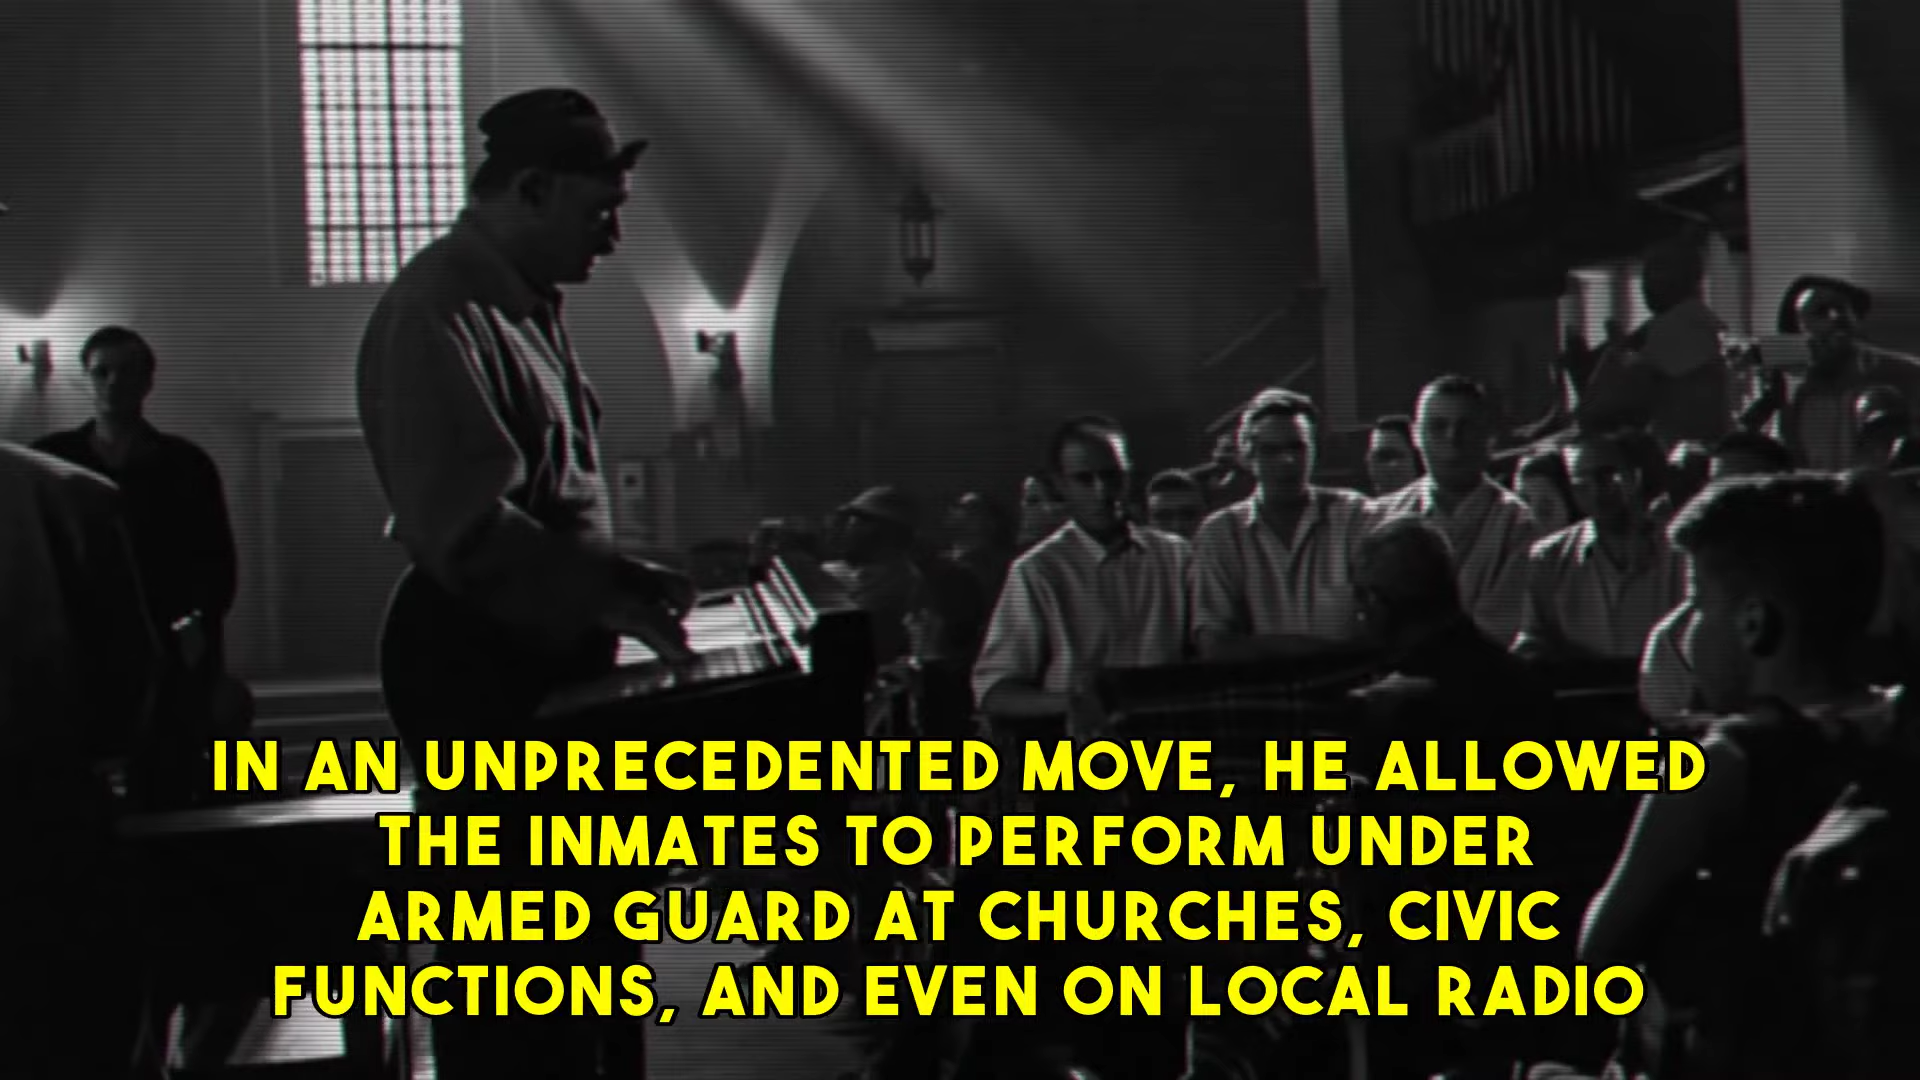 IN AN UNPRECEDENTED MOVE, HE ALLOWED
THE INMATES TO PERFORM UNDER
ARMED GUARD AT CHURCHES, CIVIC
FUNCTIONS, AND EVEN ON LOCAL RADIO